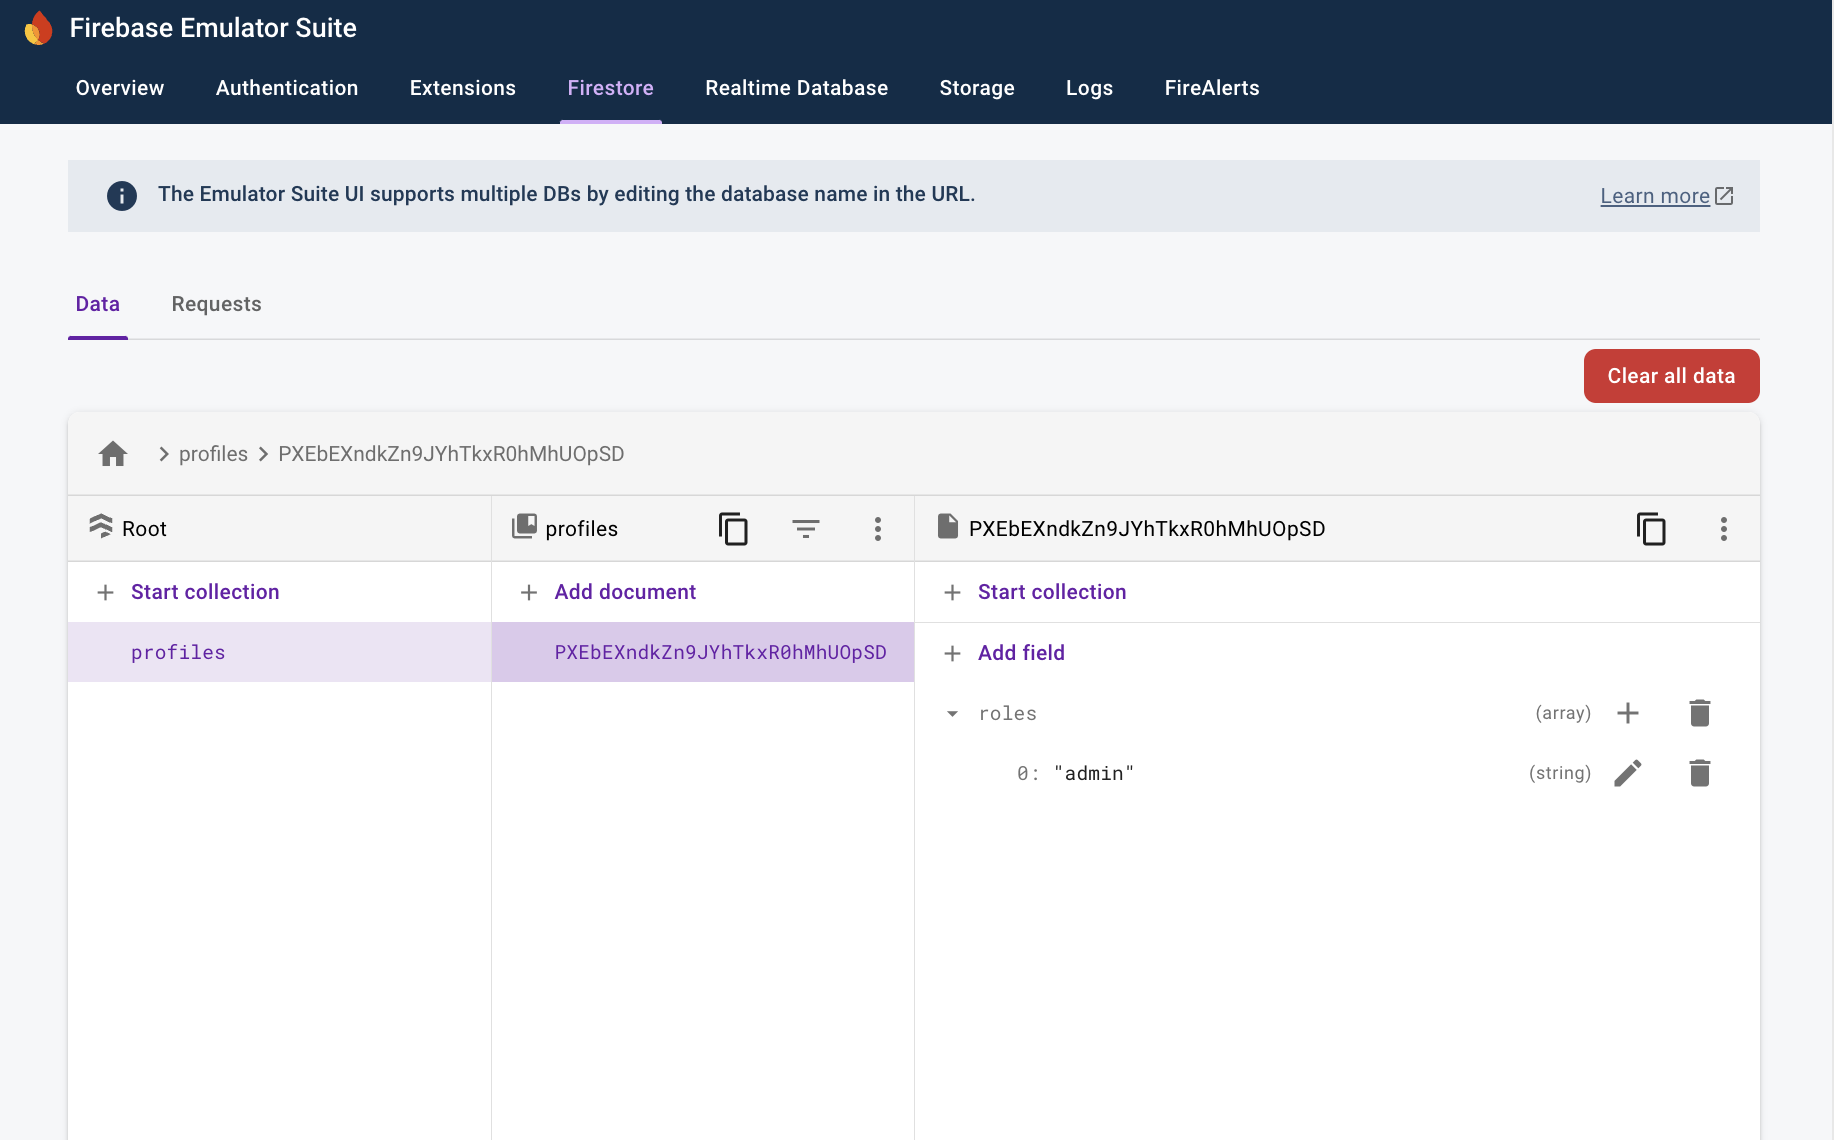 Firebase Emulator Suite
Overview Authentication Extensions Firestore Realtime Database Storage Logs FireAlerts
The Emulator Suite UI supports multiple DBs by editing the database name in the URL. Learn more
Data Requests
Clear all data
profiles PXEbEXndkZn9JYhTkxR0hMhUOpSD
Root profiles PXEbEXndkZn9JYhTkxR0hMhUOpSD
Start collection Add document Start collection
profiles PXEbEXndkZn9JYhTkxR0hMhUOpSD Add field
roles (array)
0: "admin" (string)